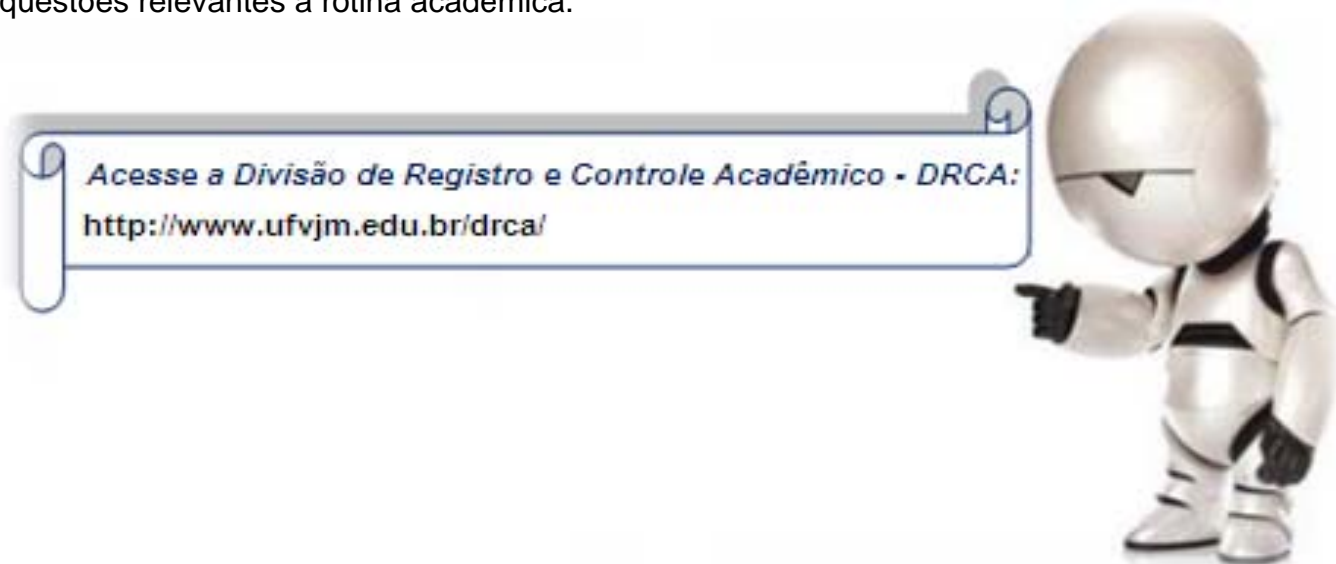 questões relevantes à rotina acadêmica.
Acesse a Divisão de Registro e Controle Acadêmico - DRCA:
http://www.ufvjm.edu.br/drca/